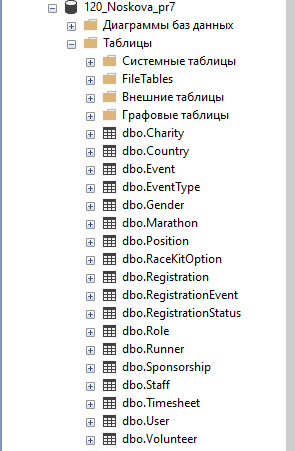 120_Noskova_pr7
Диаграммы баз данных
Таблицы
Системные таблицы
FileTables
Внешние таблицы
Графовые таблицы
dbo.Charity
dbo.Country
dbo.Event
dbo.EventType
dbo.Gender
dbo.Marathon
dbo.Position
dbo.RaceKitOption
dbo.Registration
dbo.RegistrationEvent
dbo.RegistrationStatus
dbo.Role
dbo.Runner
dbo.Sponsorship
dbo.Staff
dbo.Timesheet
dbo.User
dbo.Volunteer